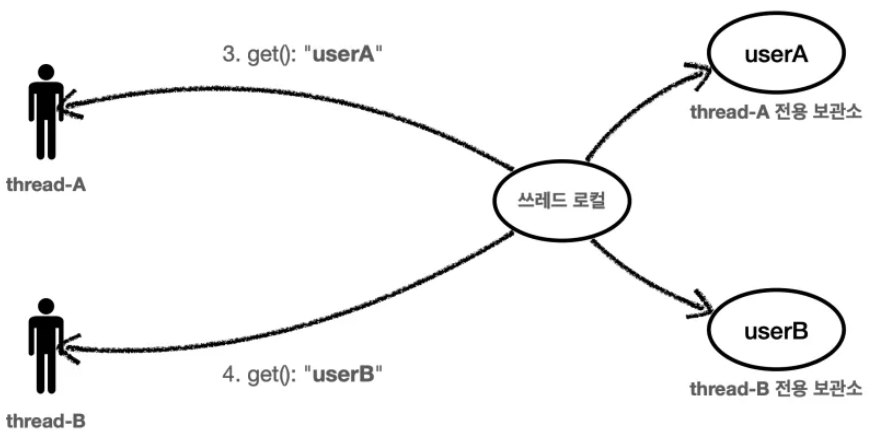 3. get(): "userA"
userA
thread-A 전용 보관소
thread-A
쓰레드 로컬
userB
4. get(): "userB"
thread-B 전용 보관소
thread-B